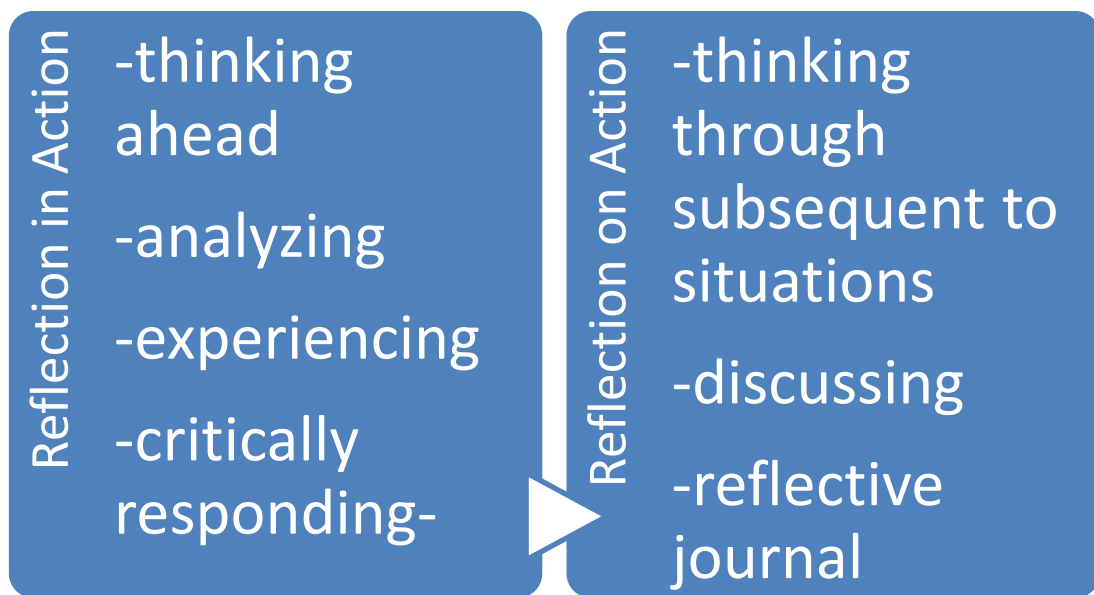 Reflection in Action
-thinking
ahead
-analyzing
-experiencing
-critically
responding-
Reflection on Action
-thinking
through
subsequent to
situations
-discussing
-reflective
journal